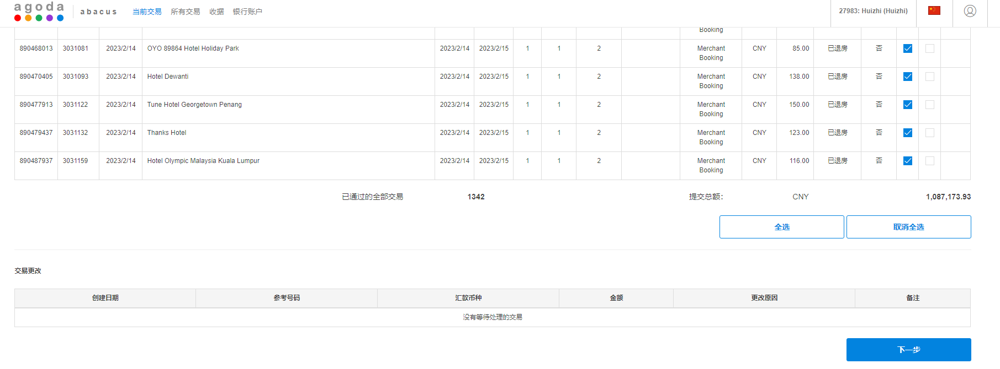 agoda abacus 当前交易 所有交易 收据 银行账户 27983: Huizhi (Huizhi)
Booking
890468013 3031081 2023/2/14 OYO 89864 Hotel Holiday Park 2023/2/14 2023/2/15 1 1 2 Merchant Booking CNY 85.00 已退房 否
890470405 3031093 2023/2/14 Hotel Dewanti 2023/2/14 2023/2/15 1 1 2 Merchant Booking CNY 138.00 已退房 否
890477913 3031122 2023/2/14 Tune Hotel Georgetown Penang 2023/2/14 2023/2/15 1 1 2 Merchant Booking CNY 150.00 已退房 否
890479437 3031132 2023/2/14 Thanks Hotel 2023/2/14 2023/2/15 1 1 2 Merchant Booking CNY 123.00 已退房 否
890487937 3031159 2023/2/14 Hotel Olympic Malaysia Kuala Lumpur 2023/2/14 2023/2/15 1 1 2 Merchant Booking CNY 116.00 已退房 否
已通过的全部交易 1342 提交总额: CNY 1,087,173.93
全选 取消全选
交易更改
创建日期 参考号码 汇款币种 金额 更改原因 备注
没有等待处理的交易
下一步